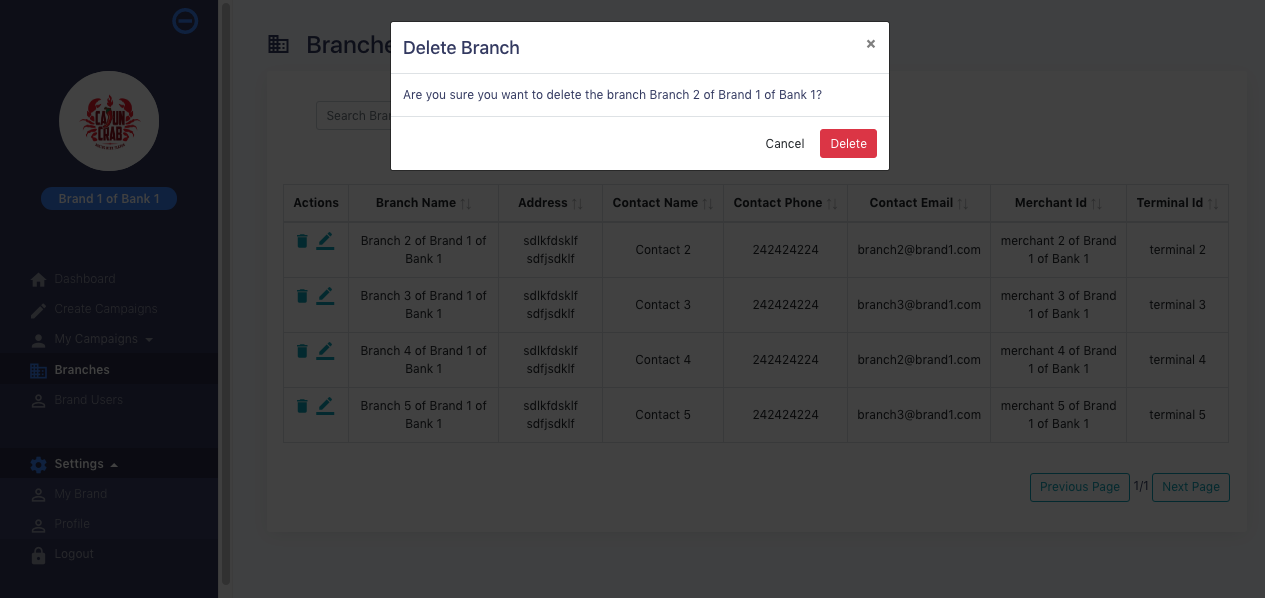 CAJUN
CRAB
Brand 1 of Bank 1
Dashboard
Create Campaigns
My Campaigns
Branches
Brand Users
Settings
My Brand
Profile
Logout
Delete Branch ×
Are you sure you want to delete the branch Branch 2 of Brand 1 of Bank 1?
Cancel Delete
Actions Branch Name Address Contact Name Contact Phone Contact Email Merchant Id Terminal Id
Branch 2 of Brand 1 of Bank 1 sdlkfdsklf sdfjsdklf Contact 2 242424224 branch2@brand1.com merchant 2 of Brand 1 of Bank 1 terminal 2
Branch 3 of Brand 1 of Bank 1 sdlkfdsklf sdfjsdklf Contact 3 242424224 branch3@brand1.com merchant 3 of Brand 1 of Bank 1 terminal 3
Branch 4 of Brand 1 of Bank 1 sdlkfdsklf sdfjsdklf Contact 4 242424224 branch2@brand1.com merchant 4 of Brand 1 of Bank 1 terminal 4
Branch 5 of Brand 1 of Bank 1 sdlkfdsklf sdfjsdklf Contact 5 242424224 branch3@brand1.com merchant 5 of Brand 1 of Bank 1 terminal 5
Previous Page 1/1 Next Page